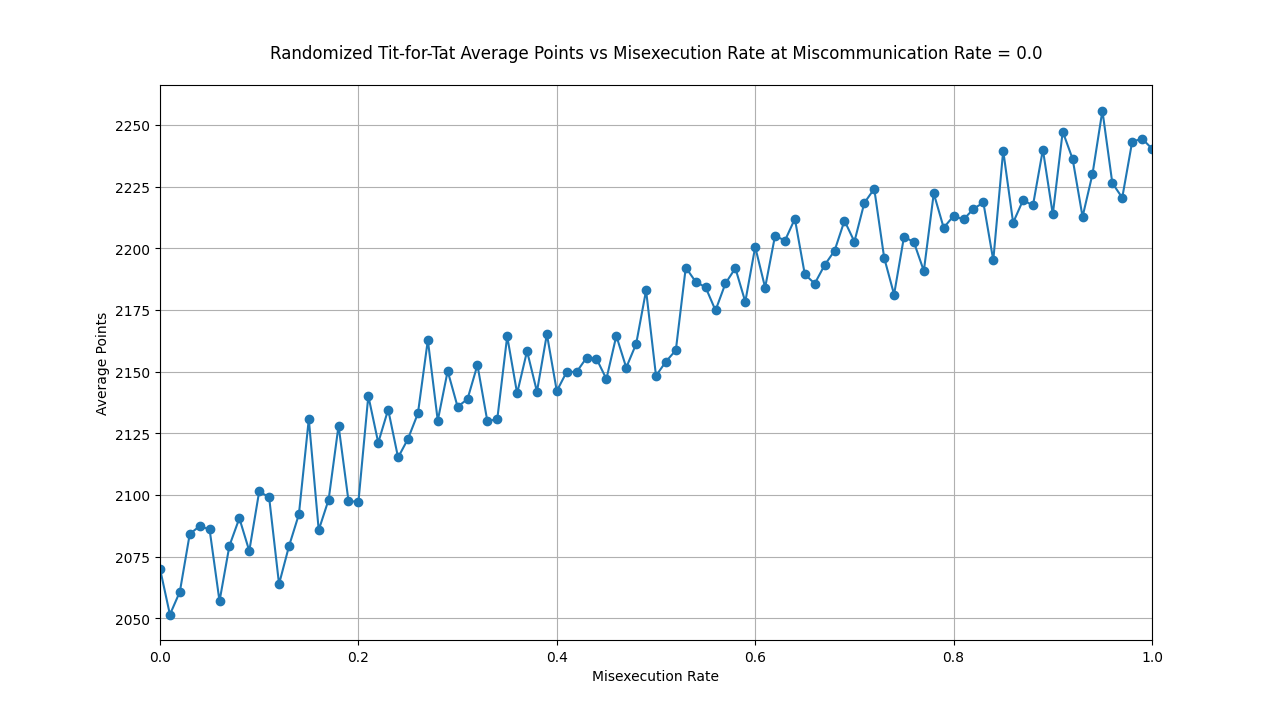 Randomized Tit-for-Tat Average Points vs Misexecution Rate at Miscommunication Rate = 0.0
2250
2225
2200
2175
2150
2125
2100
2075
2050
Average Points
0.0 0.2 0.4 0.6 0.8 1.0
Misexecution Rate